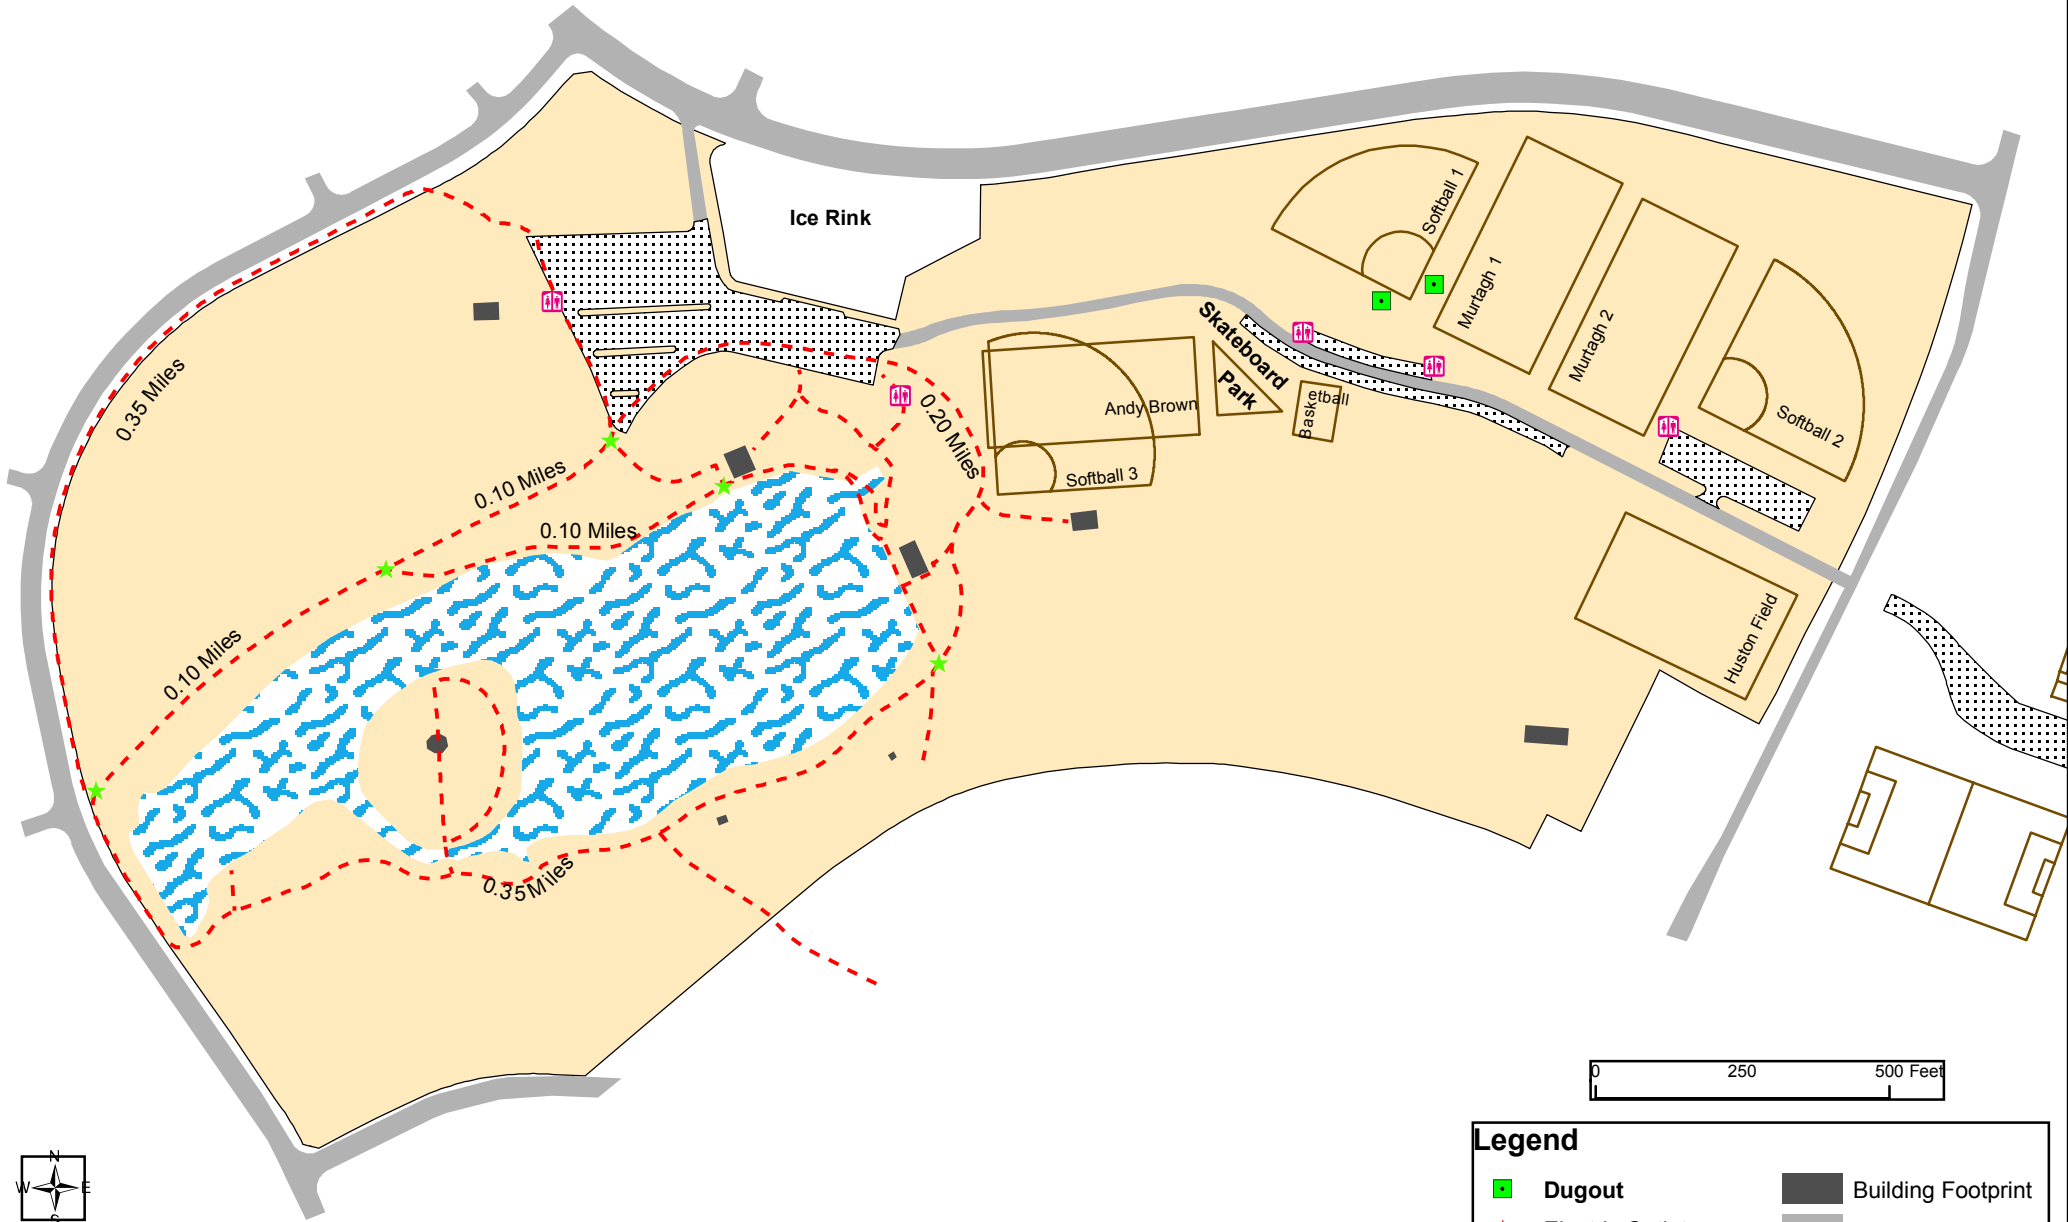 Ice Rink
Softball 1
Murtagh 1
Murtagh 2
Softball 2
Skateboard
Park
Basketball
Andy Brown
Softball 3
0.35 Miles
0.20 Miles
0.10 Miles
0.10 Miles
0.10 Miles
Huston Field
0.35 Miles
0 250 500 Feet
Legend
Dugout
Building Footprint
N
W E
S